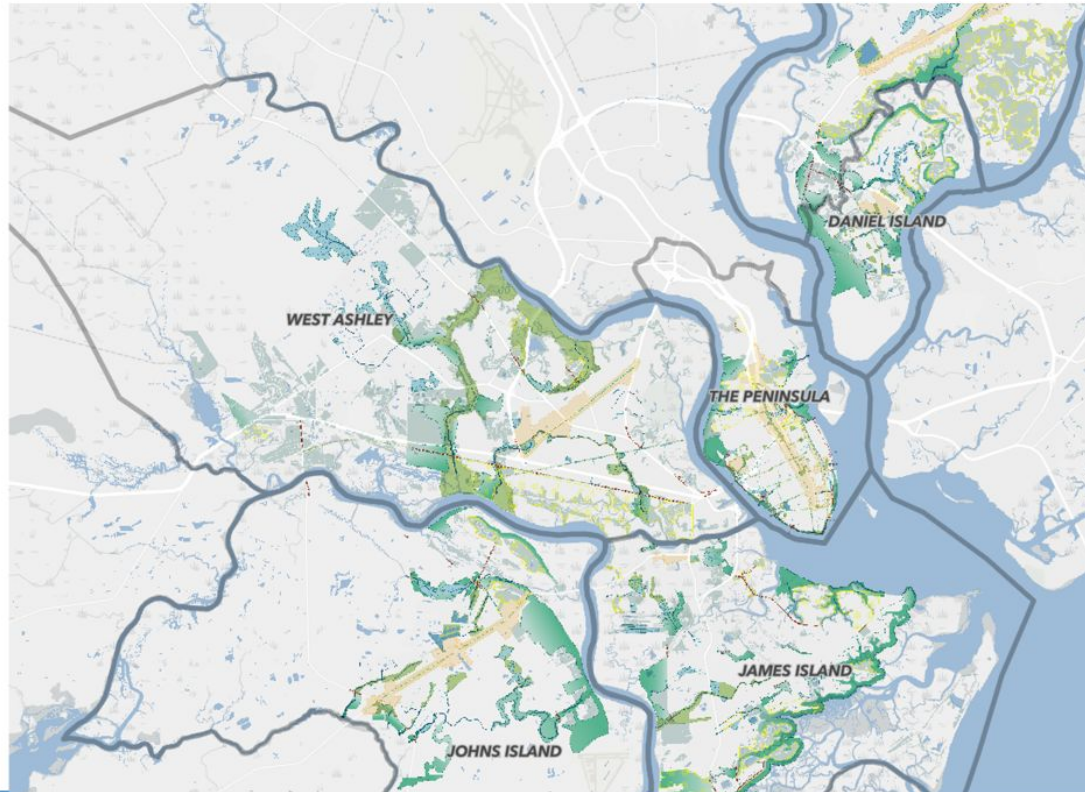 DANIEL ISLAND
WEST ASHLEY
THE PENINSULA
JAMES ISLAND
JOHNS ISLAND